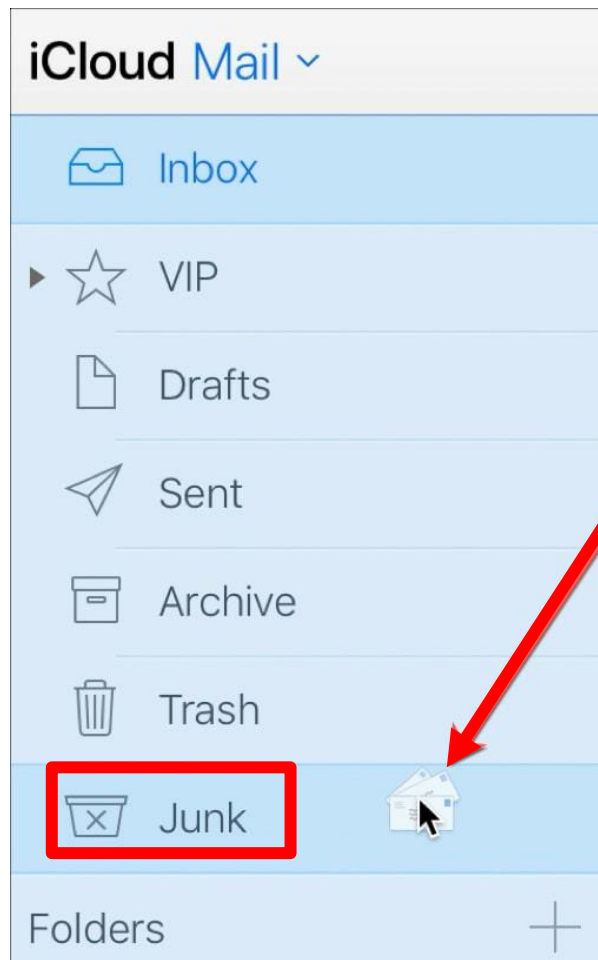 iCloud Mail
Inbox
VIP
Drafts
Sent
Archive
Trash
Junk
Folders